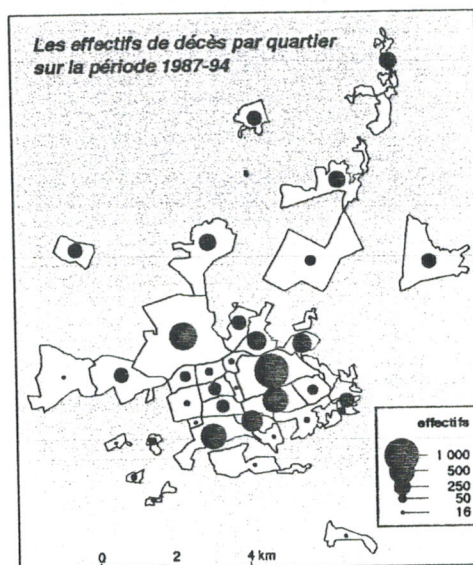 Les effectifs de décès par quartier
sur la période 1987-94
effectifs
1 000
500
250
50
16
0 2 4 km